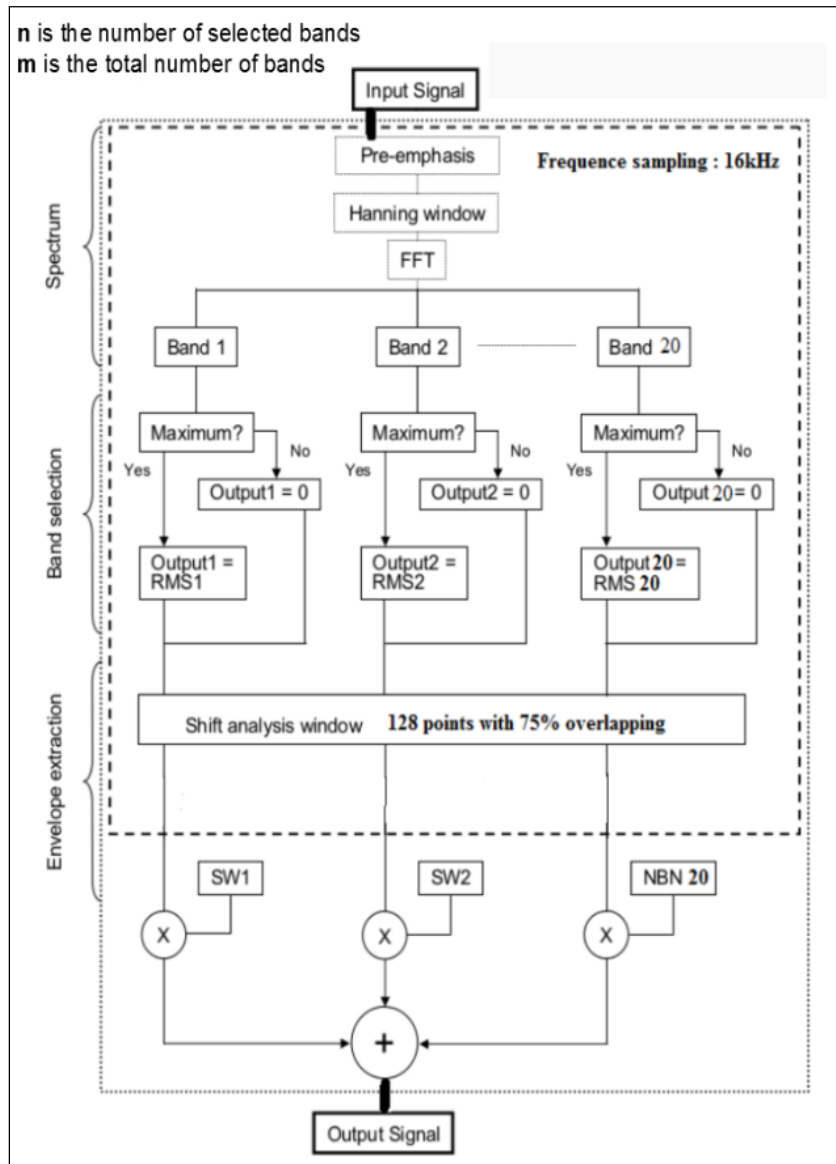 n is the number of selected bands
m is the total number of bands
Input Signal
Pre-emphasis
Frequence sampling : 16kHz
Hanning window
FFT
Spectrum
Band 1
Band 2
Band 20
Band selection
Maximum?
No
Yes
Output1 = 0
Output1 =
RMS1
Maximum?
No
Yes
Output2 = 0
Output2 =
RMS2
Maximum?
No
Yes
Output 20= 0
Output 20=
RMS 20
Envelope extraction
Shift analysis window 128 points with 75% overlapping
SW1
SW2
NBN 20
X
X
X
+
Output Signal